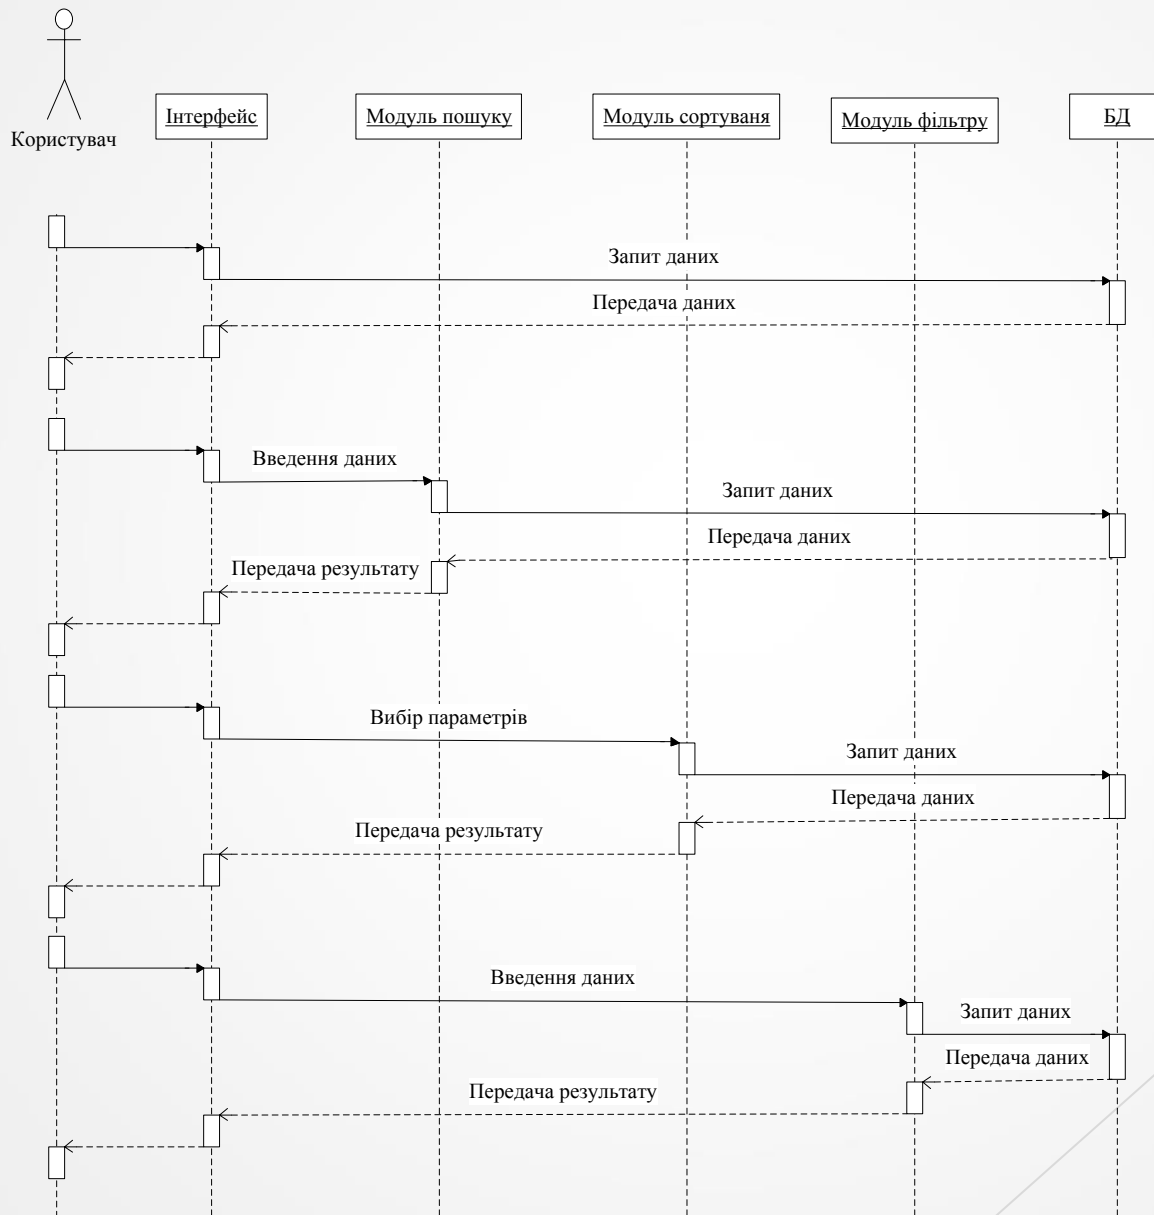 Користувач
Інтерфейс
Модуль пошуку
Модуль сортуваня
Модуль фільтру
БД
Запит даних
Передача даних
Введення даних
Запит даних
Передача даних
Передача результату
Вибір параметрів
Запит даних
Передача даних
Передача результату
Введення даних
Запит даних
Передача даних
Передача результату